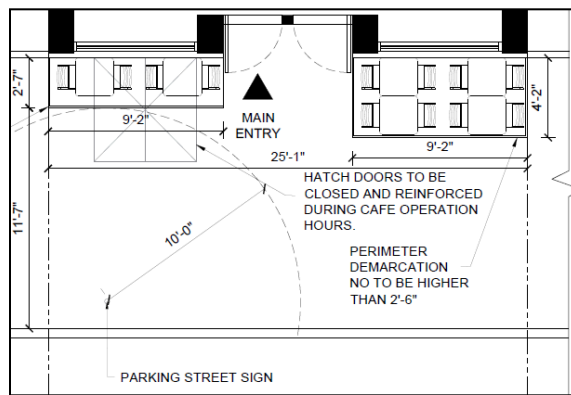 2'-7"
9'-2"
MAIN
ENTRY
4'-2"
9'-2"
25'-1"
HATCH DOORS TO BE
CLOSED AND REINFORCED
DURING CAFE OPERATION
HOURS.
11'-7"
10'-0"
PERIMETER
DEMARCATION
NO TO BE HIGHER
THAN 2'-6"
PARKING STREET SIGN